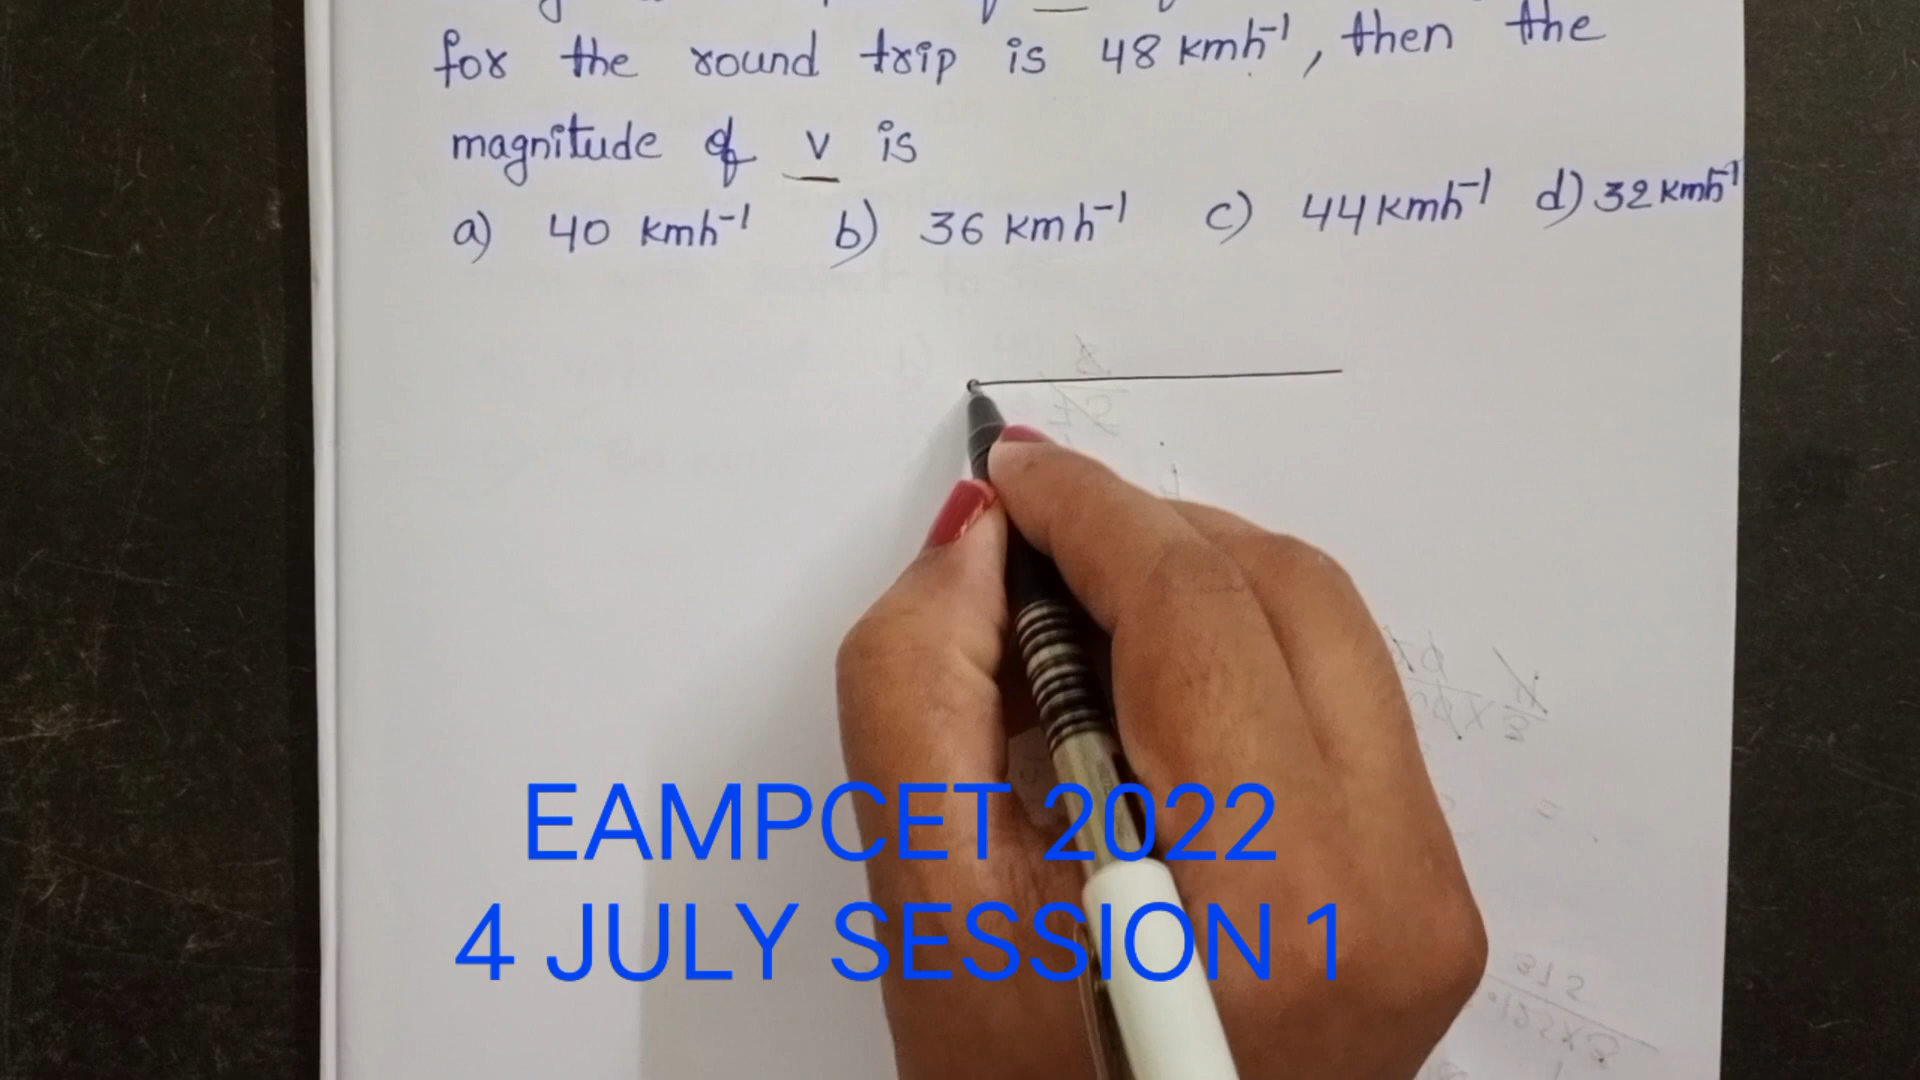 for the round trip is 48 kmh⁻¹, then the
magnitude of v is
a) 40 kmh⁻¹ b) 36 kmh⁻¹ c) 44 kmh⁻¹ d) 32 kmh⁻¹
EAMPCET 2022
4 JULY SESSION 1